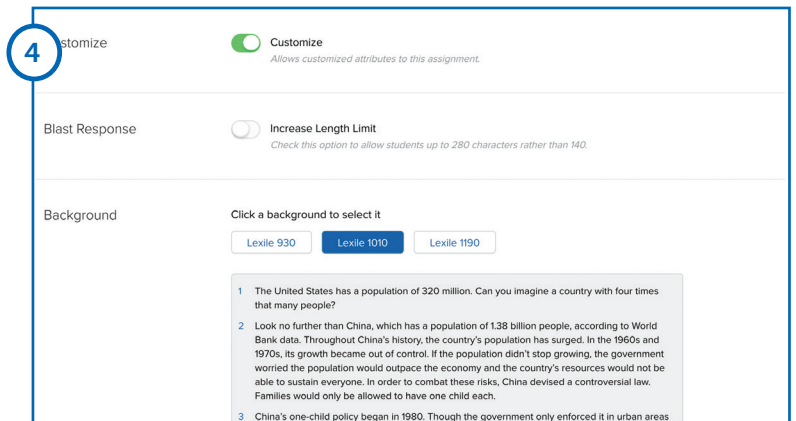 4
stomize
Customize
Allows customized attributes to this assignment.
Blast Response
Increase Length Limit
Check this option to allow students up to 280 characters rather than 140.
Background
Click a background to select it
Lexile 930 Lexile 1010 Lexile 1190
1 The United States has a population of 320 million. Can you imagine a country with four times
that many people?
2 Look no further than China, which has a population of 1.38 billion people, according to World
Bank data. Throughout China's history, the country's population has surged. In the 1960s and
1970s, its growth became out of control. If the population didn't stop growing, the government
worried the population would outpace the economy and the country's resources would not be
able to sustain everyone. In order to combat these risks, China devised a controversial law.
Families would only be allowed to have one child each.
3 China's one-child policy began in 1980. Though the government only enforced it in urban areas